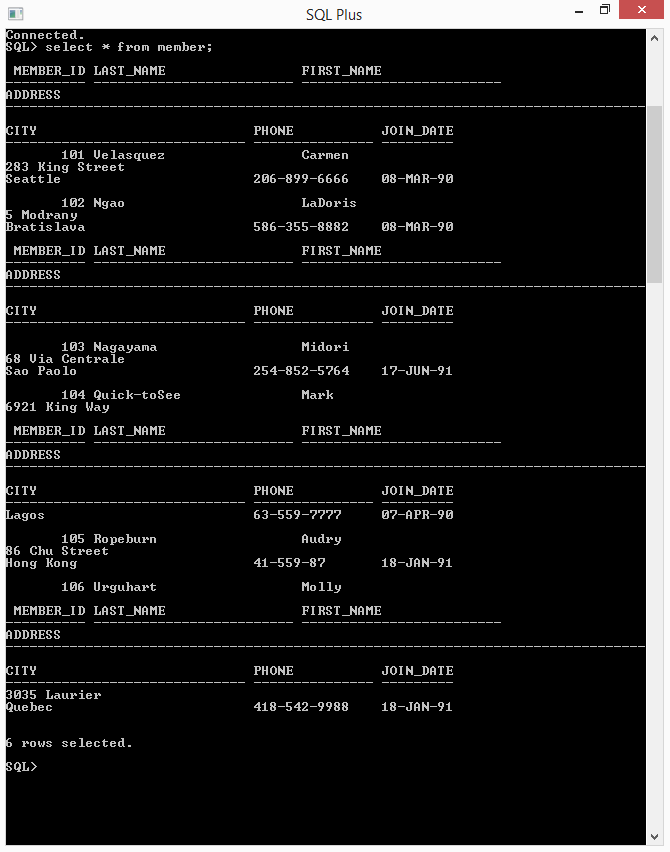 SQL Plus
Connected.
SQL> select * from member;
MEMBER_ID LAST_NAME FIRST_NAME
ADDRESS
CITY PHONE JOIN_DATE
101 Velasquez Carmen
283 King Street
Seattle 206-899-6666 08-MAR-90
102 Ngao LaDoris
5 Modrany
Bratislava 586-355-8882 08-MAR-90
MEMBER_ID LAST_NAME FIRST_NAME
ADDRESS
CITY PHONE JOIN_DATE
103 Nagayama Midori
68 Via Centrale
Sao Paolo 254-852-5764 17-JUN-91
104 Quick-toSee Mark
6921 King Way
MEMBER_ID LAST_NAME FIRST_NAME
ADDRESS
CITY PHONE JOIN_DATE
Lagos 63-559-7777 07-APR-90
105 Ropeburn Audry
86 Chu Street
Hong Kong 41-559-87 18-JAN-91
106 Urguhart Molly
MEMBER_ID LAST_NAME FIRST_NAME
ADDRESS
CITY PHONE JOIN_DATE
3035 Laurier
Quebec 418-542-9988 18-JAN-91
6 rows selected.
SQL>